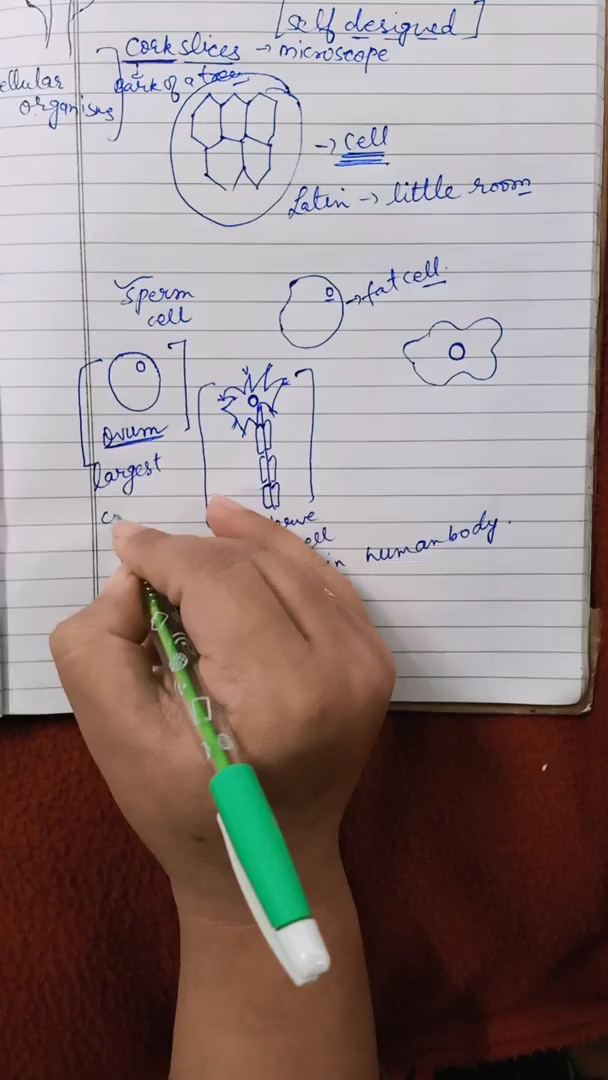 [self designed]
cork slices → microscope
Bark of a tree
ellular
organisms
→ cell
Latin → little room
sperm
cell
→ fat cell.
ovum
largest
in human body.